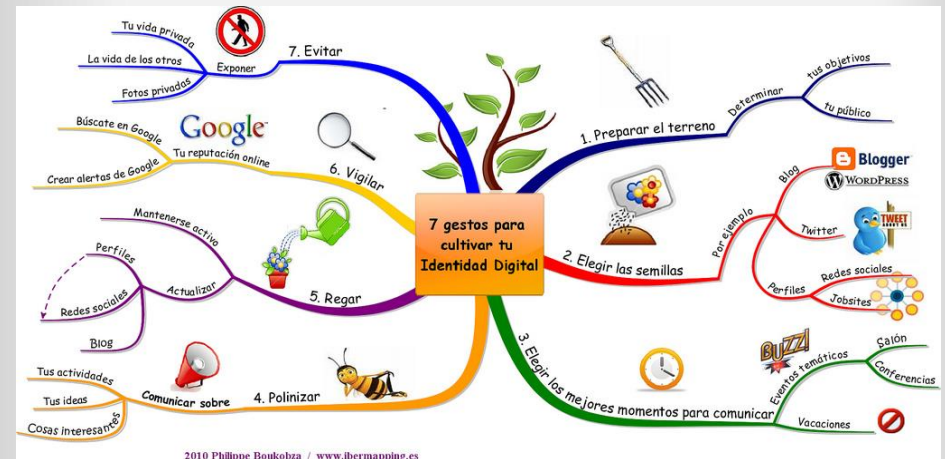 7 gestos para
cultivar tu
Identidad Digital
1. Preparar el terreno
Determinar
tus objetivos
tu público
2. Elegir las semillas
Por ejemplo
Blog
Blogger
WORDPRESS
Twitter
TWEET
Perfiles
Redes sociales
Jobsites
3. Elegir los mejores momentos para comunicar
BUZZ!
Eventos temáticos
Salón
Conferencias
Vacaciones
4. Polinizar
Comunicar sobre
Tus actividades
Tus ideas
Cosas interesantes
5. Regar
Mantenerse activo
Actualizar
Perfiles
Redes sociales
Blog
6. Vigilar
Google
Tu reputación online
Búscate en Google
Crear alertas de Google
7. Evitar
Exponer
Tu vida privada
La vida de los otros
Fotos privadas
2010 Philippe Boukobza / www.ibermapping.es